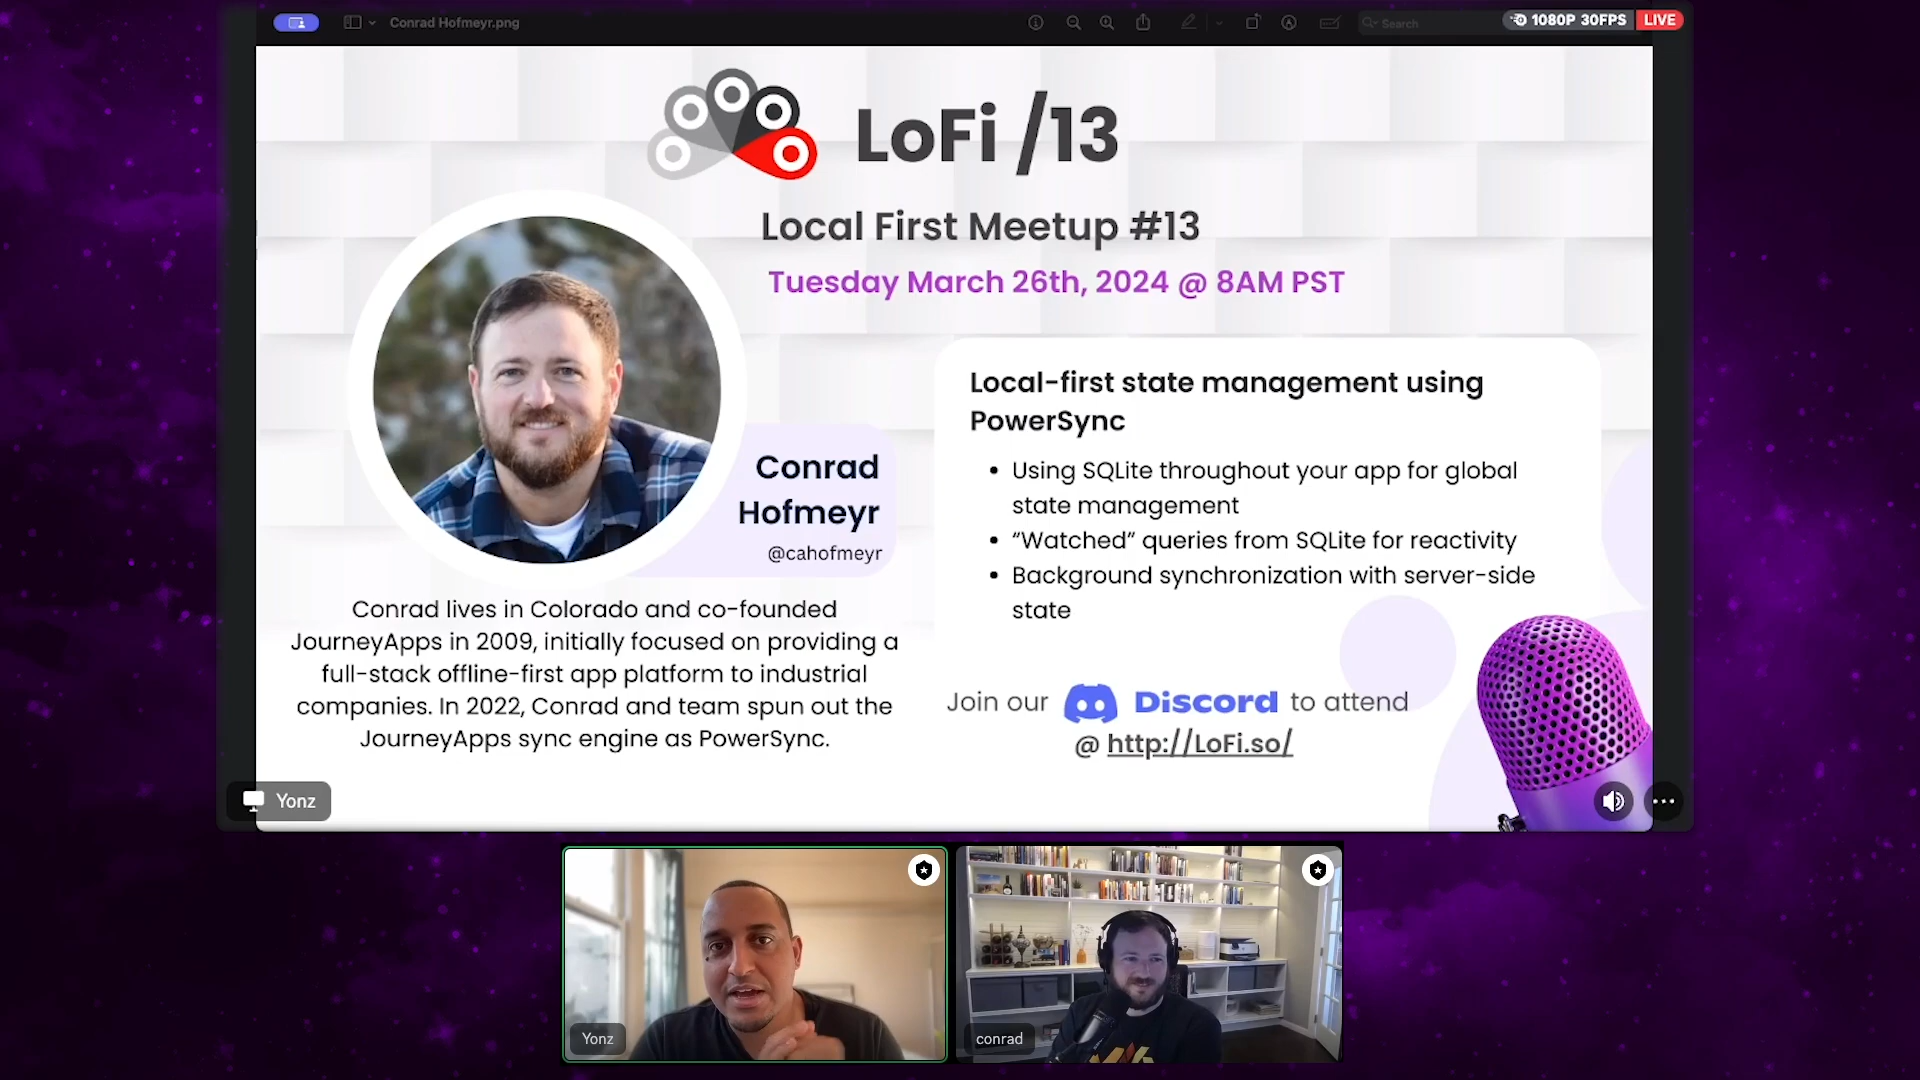 Conrad Hofmeyr.png
Search
1080P 30FPS
LIVE
LoFi /13
Local First Meetup #13
Tuesday March 26th, 2024 @ 8AM PST
Conrad
Hofmeyr
@cahofmeyr
Conrad lives in Colorado and co-founded
JourneyApps in 2009, initially focused on providing a
full-stack offline-first app platform to industrial
companies. In 2022, Conrad and team spun out the
JourneyApps sync engine as PowerSync.
Local-first state management using
PowerSync
• Using SQLite throughout your app for global
state management
• “Watched” queries from SQLite for reactivity
• Background synchronization with server-side
state
Join our Discord to attend
@ http://LoFi.so/
Yonz
Yonz
conrad